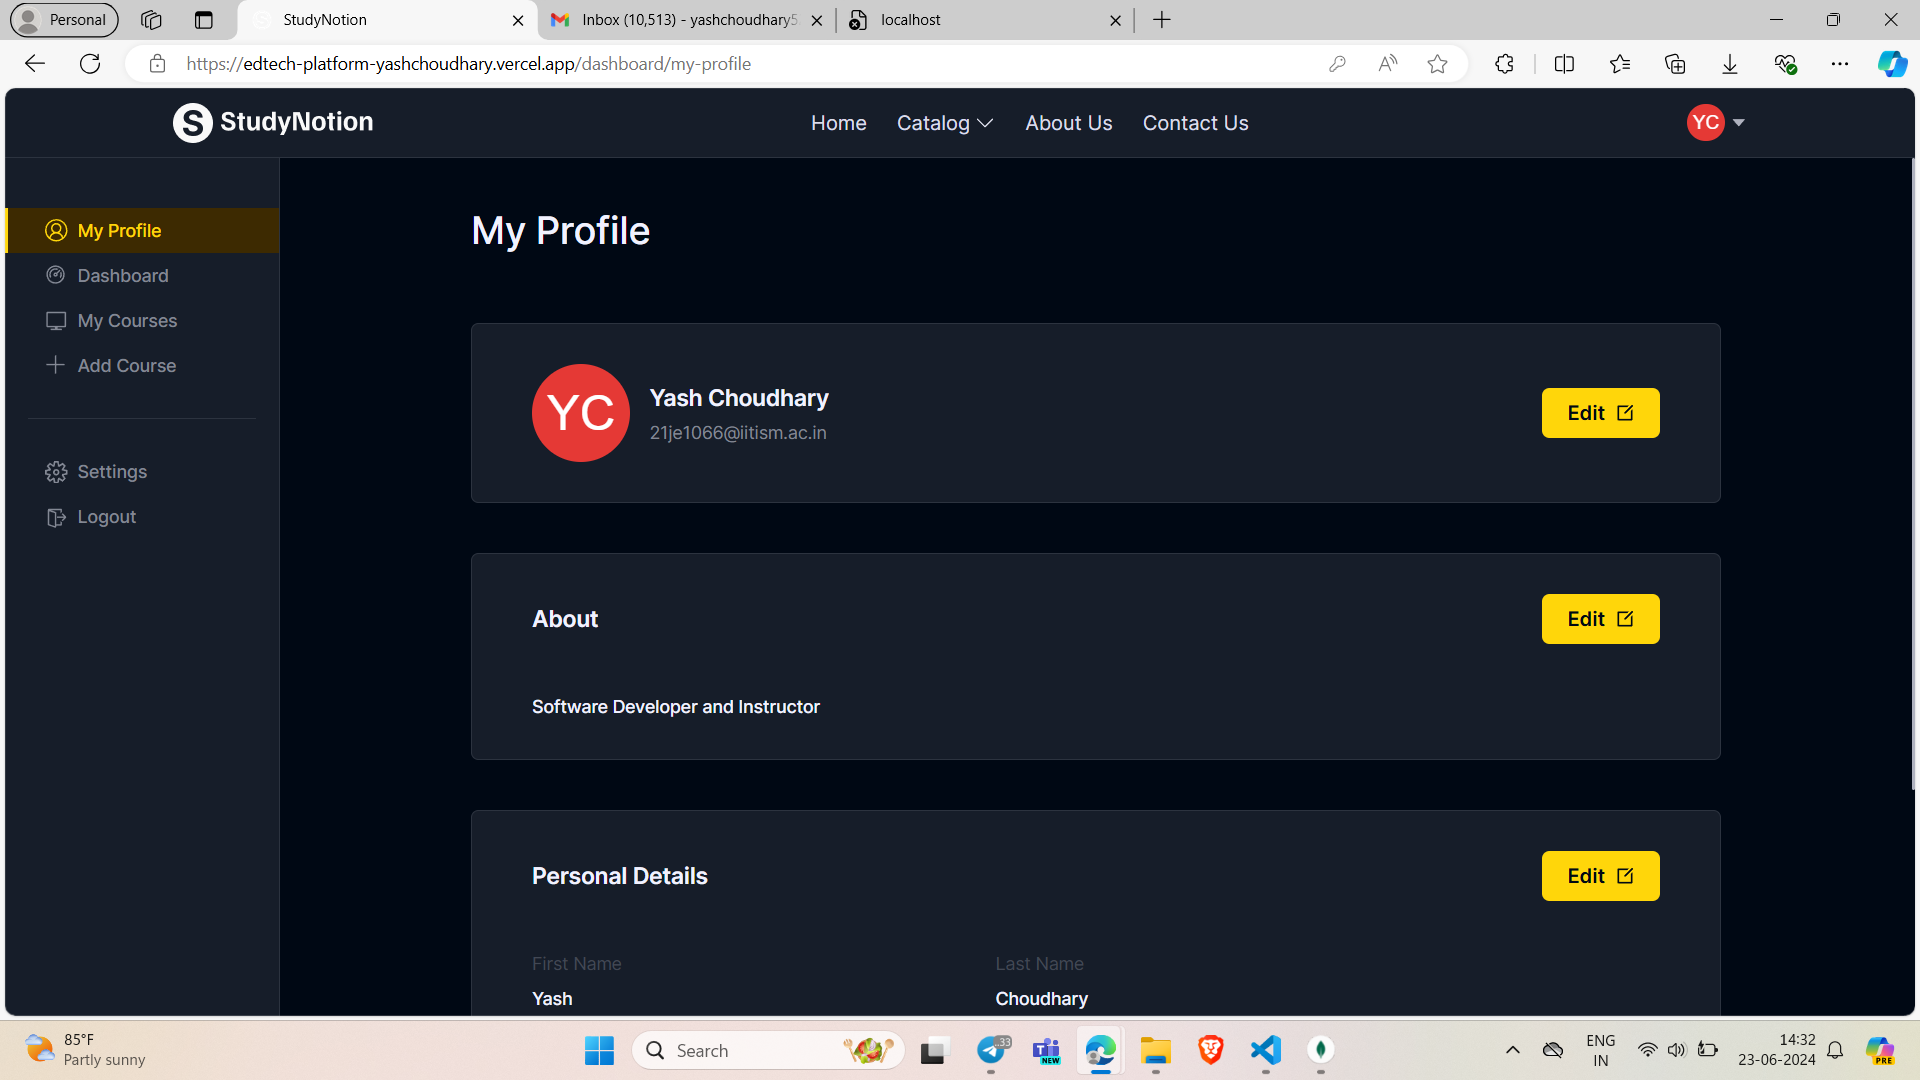 Personal
StudyNotion
Inbox (10,513) - yashchoudhary5
localhost
https://edtech-platform-yashchoudhary.vercel.app/dashboard/my-profile
S StudyNotion
Home
Catalog
About Us
Contact Us
YC
My Profile
Dashboard
My Courses
Add Course
Settings
Logout
My Profile
YC
Yash Choudhary
21je1066@iitism.ac.in
Edit
About
Edit
Software Developer and Instructor
Personal Details
Edit
First Name
Last Name
Yash
Choudhary
85°F
Partly sunny
Search
..33
NEW
ENG
IN
14:32
23-06-2024
PRE